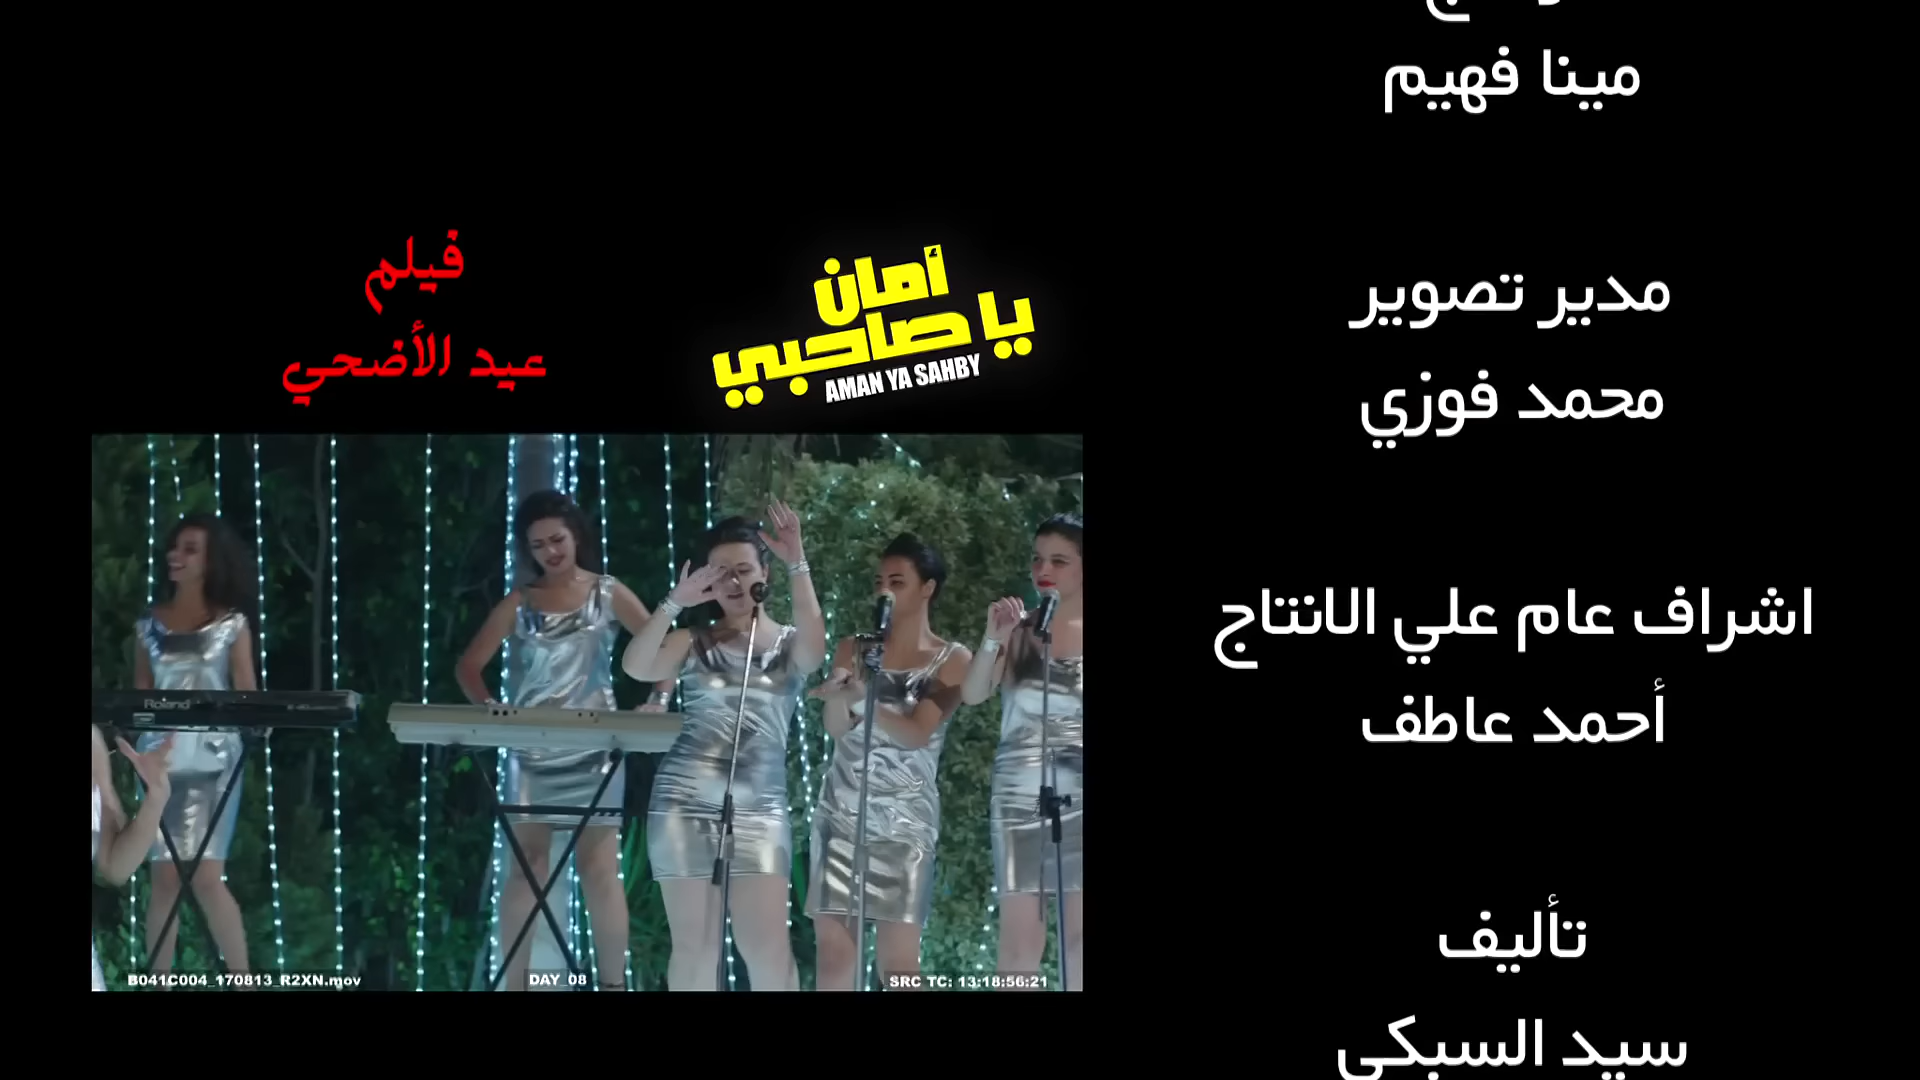 مينا فهيم
مدير تصوير
محمد فوزي
اشراف عام علي الانتاج
أحمد عاطف
تأليف
سيد السبكي
أمان
يا صاحبي
AMAN YA SAHBY
فيلم
عيد الأضحي
Roland
B041C004_170813_R2XN.mov
DAY_08
SRC TC: 13:18:56:21